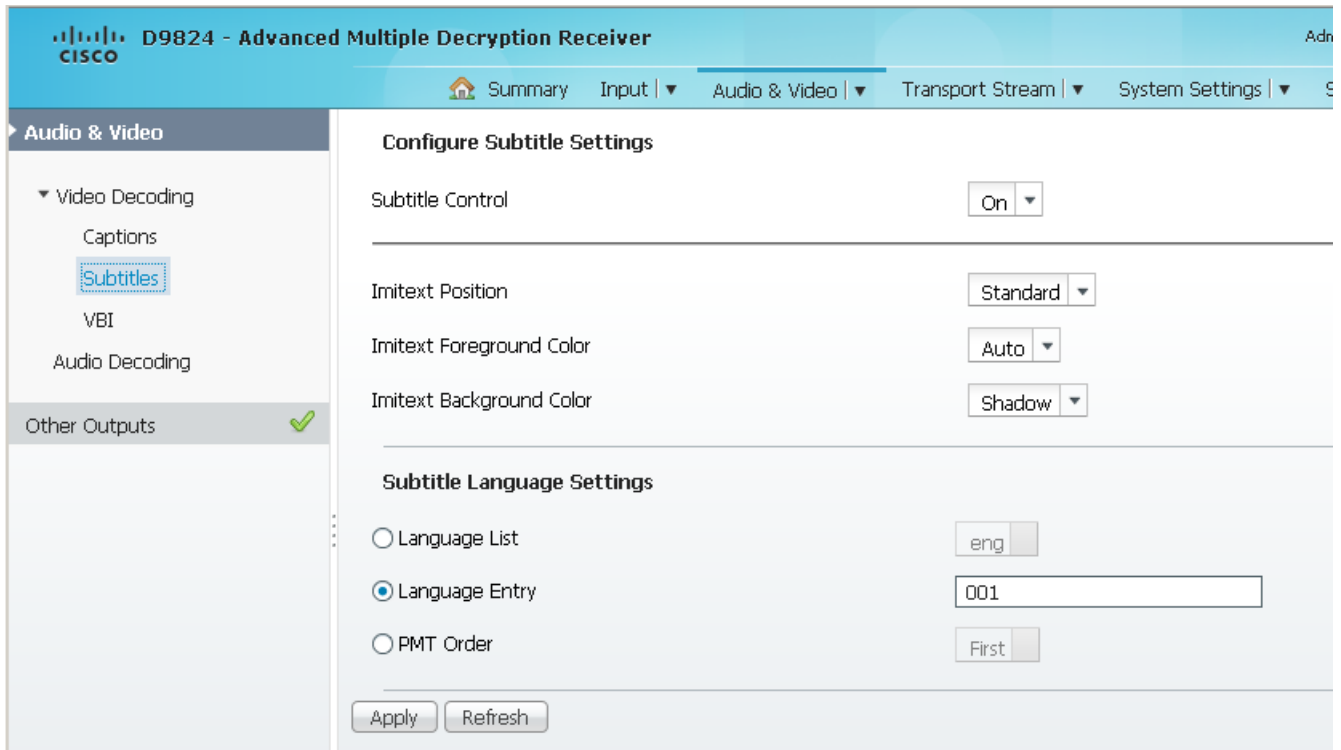 CISCO
D9824 - Advanced Multiple Decryption Receiver
Summary Input Audio & Video Transport Stream System Settings
Audio & Video
Video Decoding
Captions
Subtitles
VBI
Audio Decoding
Other Outputs
Configure Subtitle Settings
Subtitle Control On
Imitext Position Standard
Imitext Foreground Color Auto
Imitext Background Color Shadow
Subtitle Language Settings
Language List eng
Language Entry 001
PMT Order First
Apply Refresh